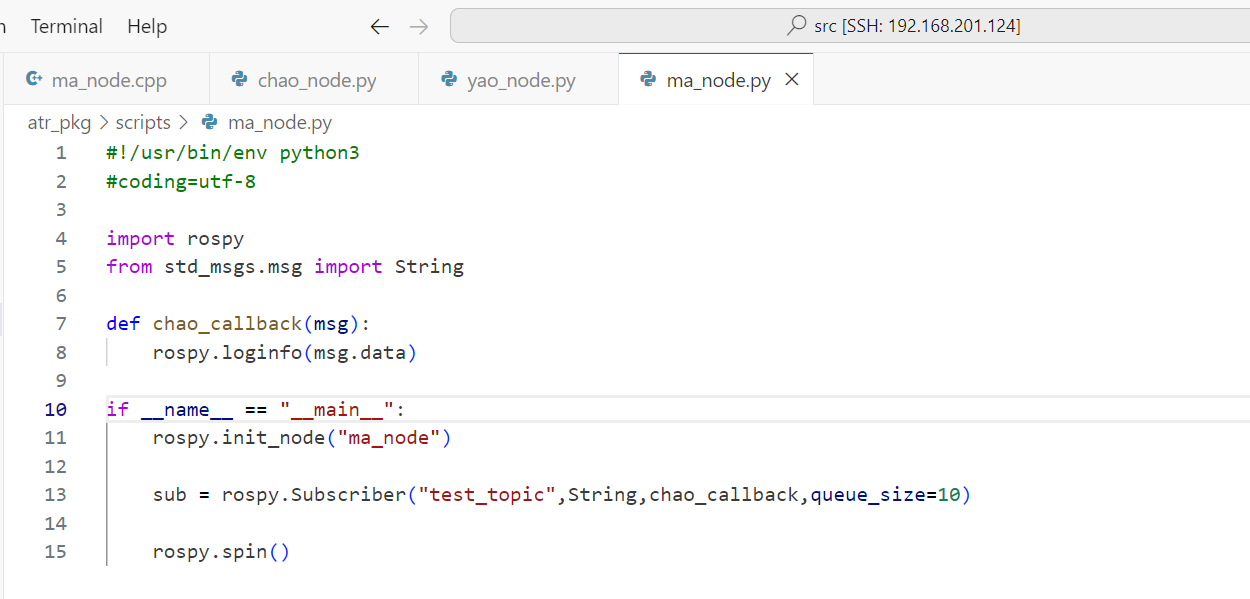 Terminal Help src [SSH: 192.168.201.124]
ma_node.cpp chao_node.py yao_node.py ma_node.py
atr_pkg > scripts > ma_node.py
1 #!/usr/bin/env python3
2 #coding=utf-8
3
4 import rospy
5 from std_msgs.msg import String
6
7 def chao_callback(msg):
8     rospy.loginfo(msg.data)
9
10 if __name__ == "__main__":
11     rospy.init_node("ma_node")
12
13     sub = rospy.Subscriber("test_topic",String,chao_callback,queue_size=10)
14
15     rospy.spin()